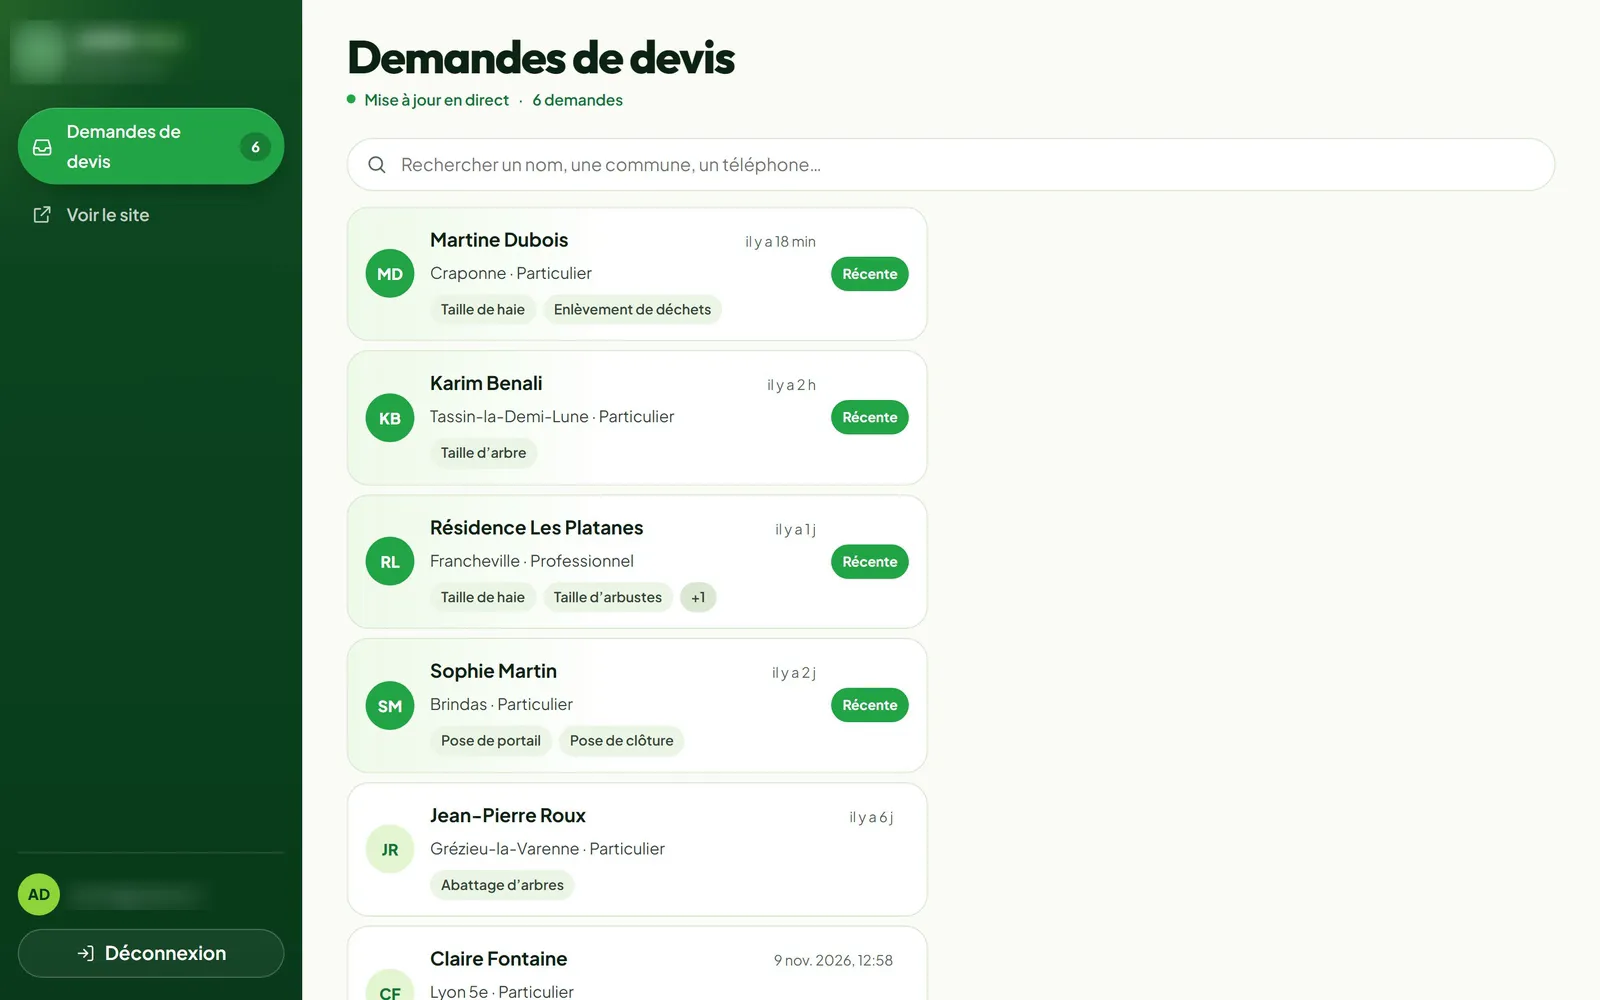 Demandes de
devis
6
Voir le site
AD
Déconnexion
Demandes de devis
Mise à jour en direct · 6 demandes
Rechercher un nom, une commune, un téléphone…
MD
Martine Dubois
il y a 18 min
Craponne · Particulier
Récente
Taille de haie
Enlèvement de déchets
KB
Karim Benali
il y a 2 h
Tassin-la-Demi-Lune · Particulier
Récente
Taille d’arbre
RL
Résidence Les Platanes
il y a 1 j
Francheville · Professionnel
Récente
Taille de haie
Taille d’arbustes
+1
SM
Sophie Martin
il y a 2 j
Brindas · Particulier
Récente
Pose de portail
Pose de clôture
JR
Jean-Pierre Roux
il y a 6 j
Grézieu-la-Varenne · Particulier
Abattage d’arbres
CF
Claire Fontaine
9 nov. 2026, 12:58
Lyon 5e · Particulier